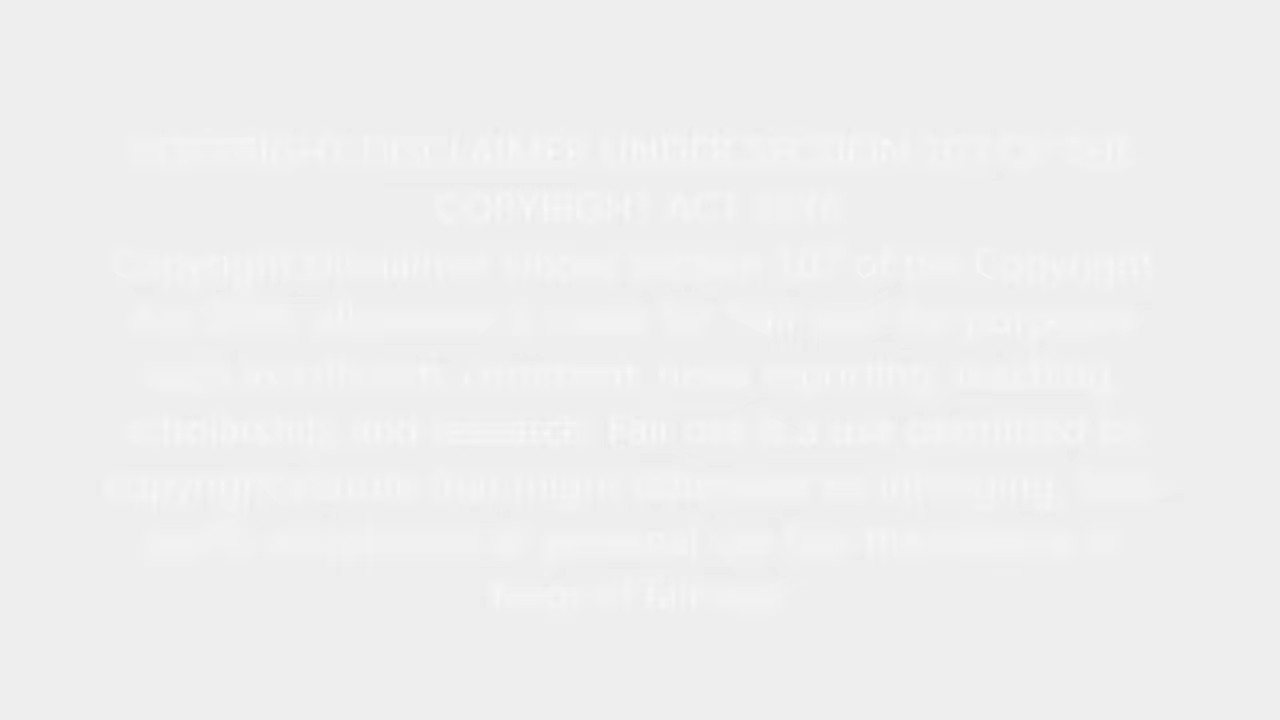 COPYRIGHT DISCLAIMER UNDER SECTION 107 OF THE
COPYRIGHT ACT 1976
Copyright Disclaimer under section 107 of the Copyright
Act 1976, allowance is made for "fair use" for purposes
such as criticism, comment, news reporting, teaching,
scholarship, and research. Fair use is a use permitted by
copyright statute that might otherwise be infringing. Non-
or personal use tips the balance in
favor of fair use.